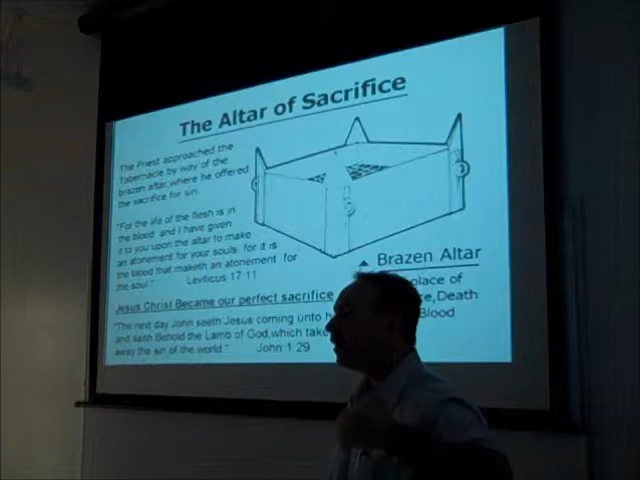 The Altar of Sacrifice
The Priest approached the
Tabernacle by way of the
brazen altar,where he offered
the sacrifice for sin.
"For the life of the flesh is in
the blood and I have given
it to you upon the altar to make
an atonement for your souls for it is
the blood that maketh an atonement for
the soul."
Leviticus 17:11
Brazen Altar
place of
Death
Blood
Jesus Christ Became our perfect sacrifice
"The next day John seeth Jesus coming unto
and saith Behold the Lamb of God,which
away the sin of the world."
John 1:29